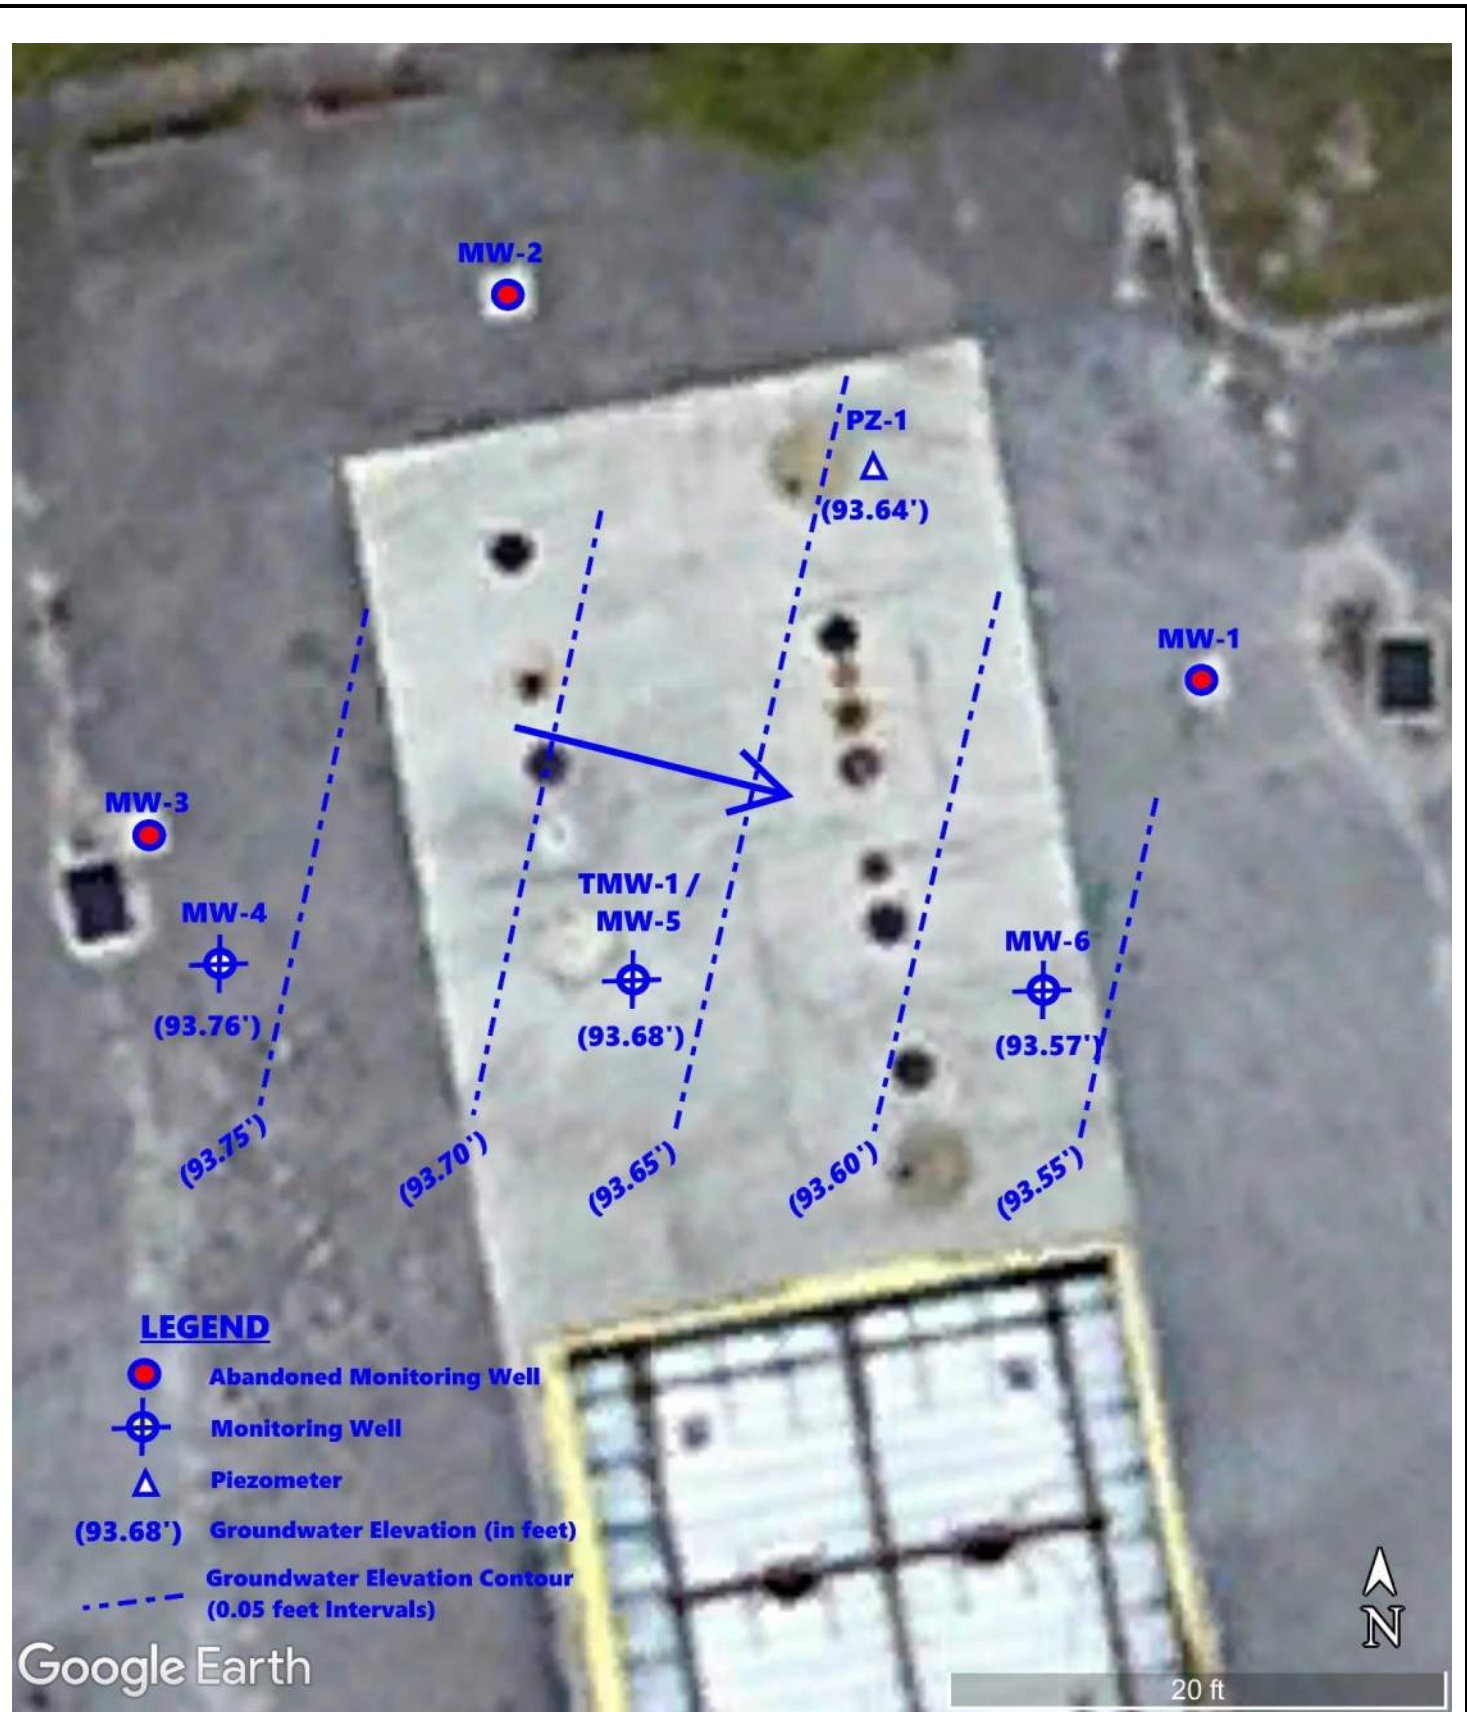 MW-2
PZ-1
(93.64')
MW-1
MW-3
MW-4
(93.76')
TMW-1 /
MW-5
(93.68')
MW-6
(93.57')
(93.75')
(93.70')
(93.65')
(93.60')
(93.55')
LEGEND
Abandoned Monitoring Well
Monitoring Well
Piezometer
(93.68') Groundwater Elevation (in feet)
Groundwater Elevation Contour
(0.05 feet Intervals)
N
Google Earth
20 ft